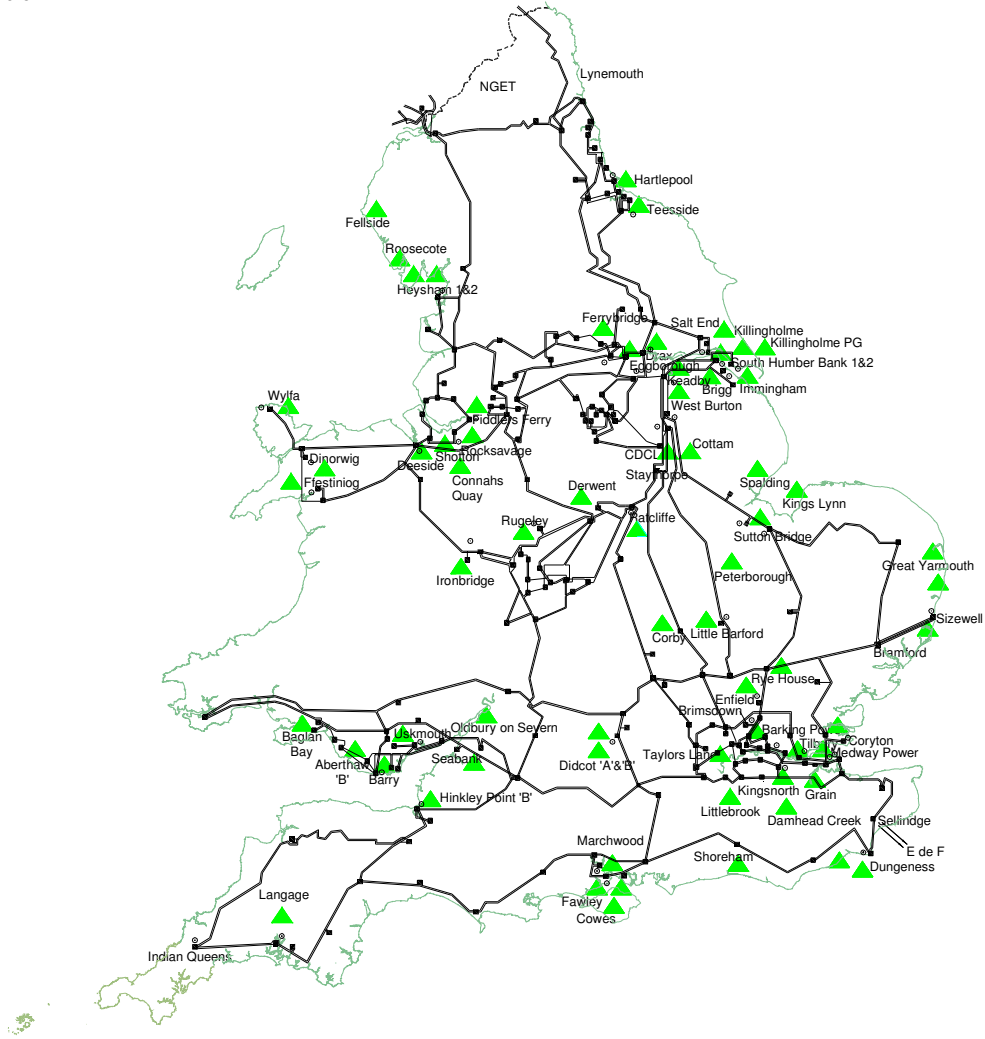 NGET
Lynemouth
Hartlepool
Teesside
Fellside
Roosecote
Heysham 1&2
Ferrybridge
Salt End
Killingholme
Killingholme PG
Drax
Eggborough
South Humber Bank 1&2
Keadby
Brigg
Immingham
West Burton
Wylfa
Fiddlers Ferry
Rocksavage
Shotton
Deeside
Connahs
Quay
Dinorwig
Ffestiniog
CDCL
Cottam
Staythorpe
Spalding
Kings Lynn
Derwent
Ratcliffe
Rugeley
Sutton Bridge
Ironbridge
Peterborough
Great Yarmouth
Sizewell
Corby
Little Barford
Bramford
Rye House
Enfield
Brimsdown
Oldbury on Severn
Baglan
Bay
Uskmouth
Aberthaw
'B'
Barry
Seabank
Didcot 'A'&'B'
Taylors Lane
Barking Power
Tilbury
Coryton
Medway Power
Hinkley Point 'B'
Kingsnorth
Grain
Littlebrook
Damhead Creek
Sellindge
E de F
Marchwood
Shoreham
Dungeness
Langage
Fawley
Cowes
Indian Queens